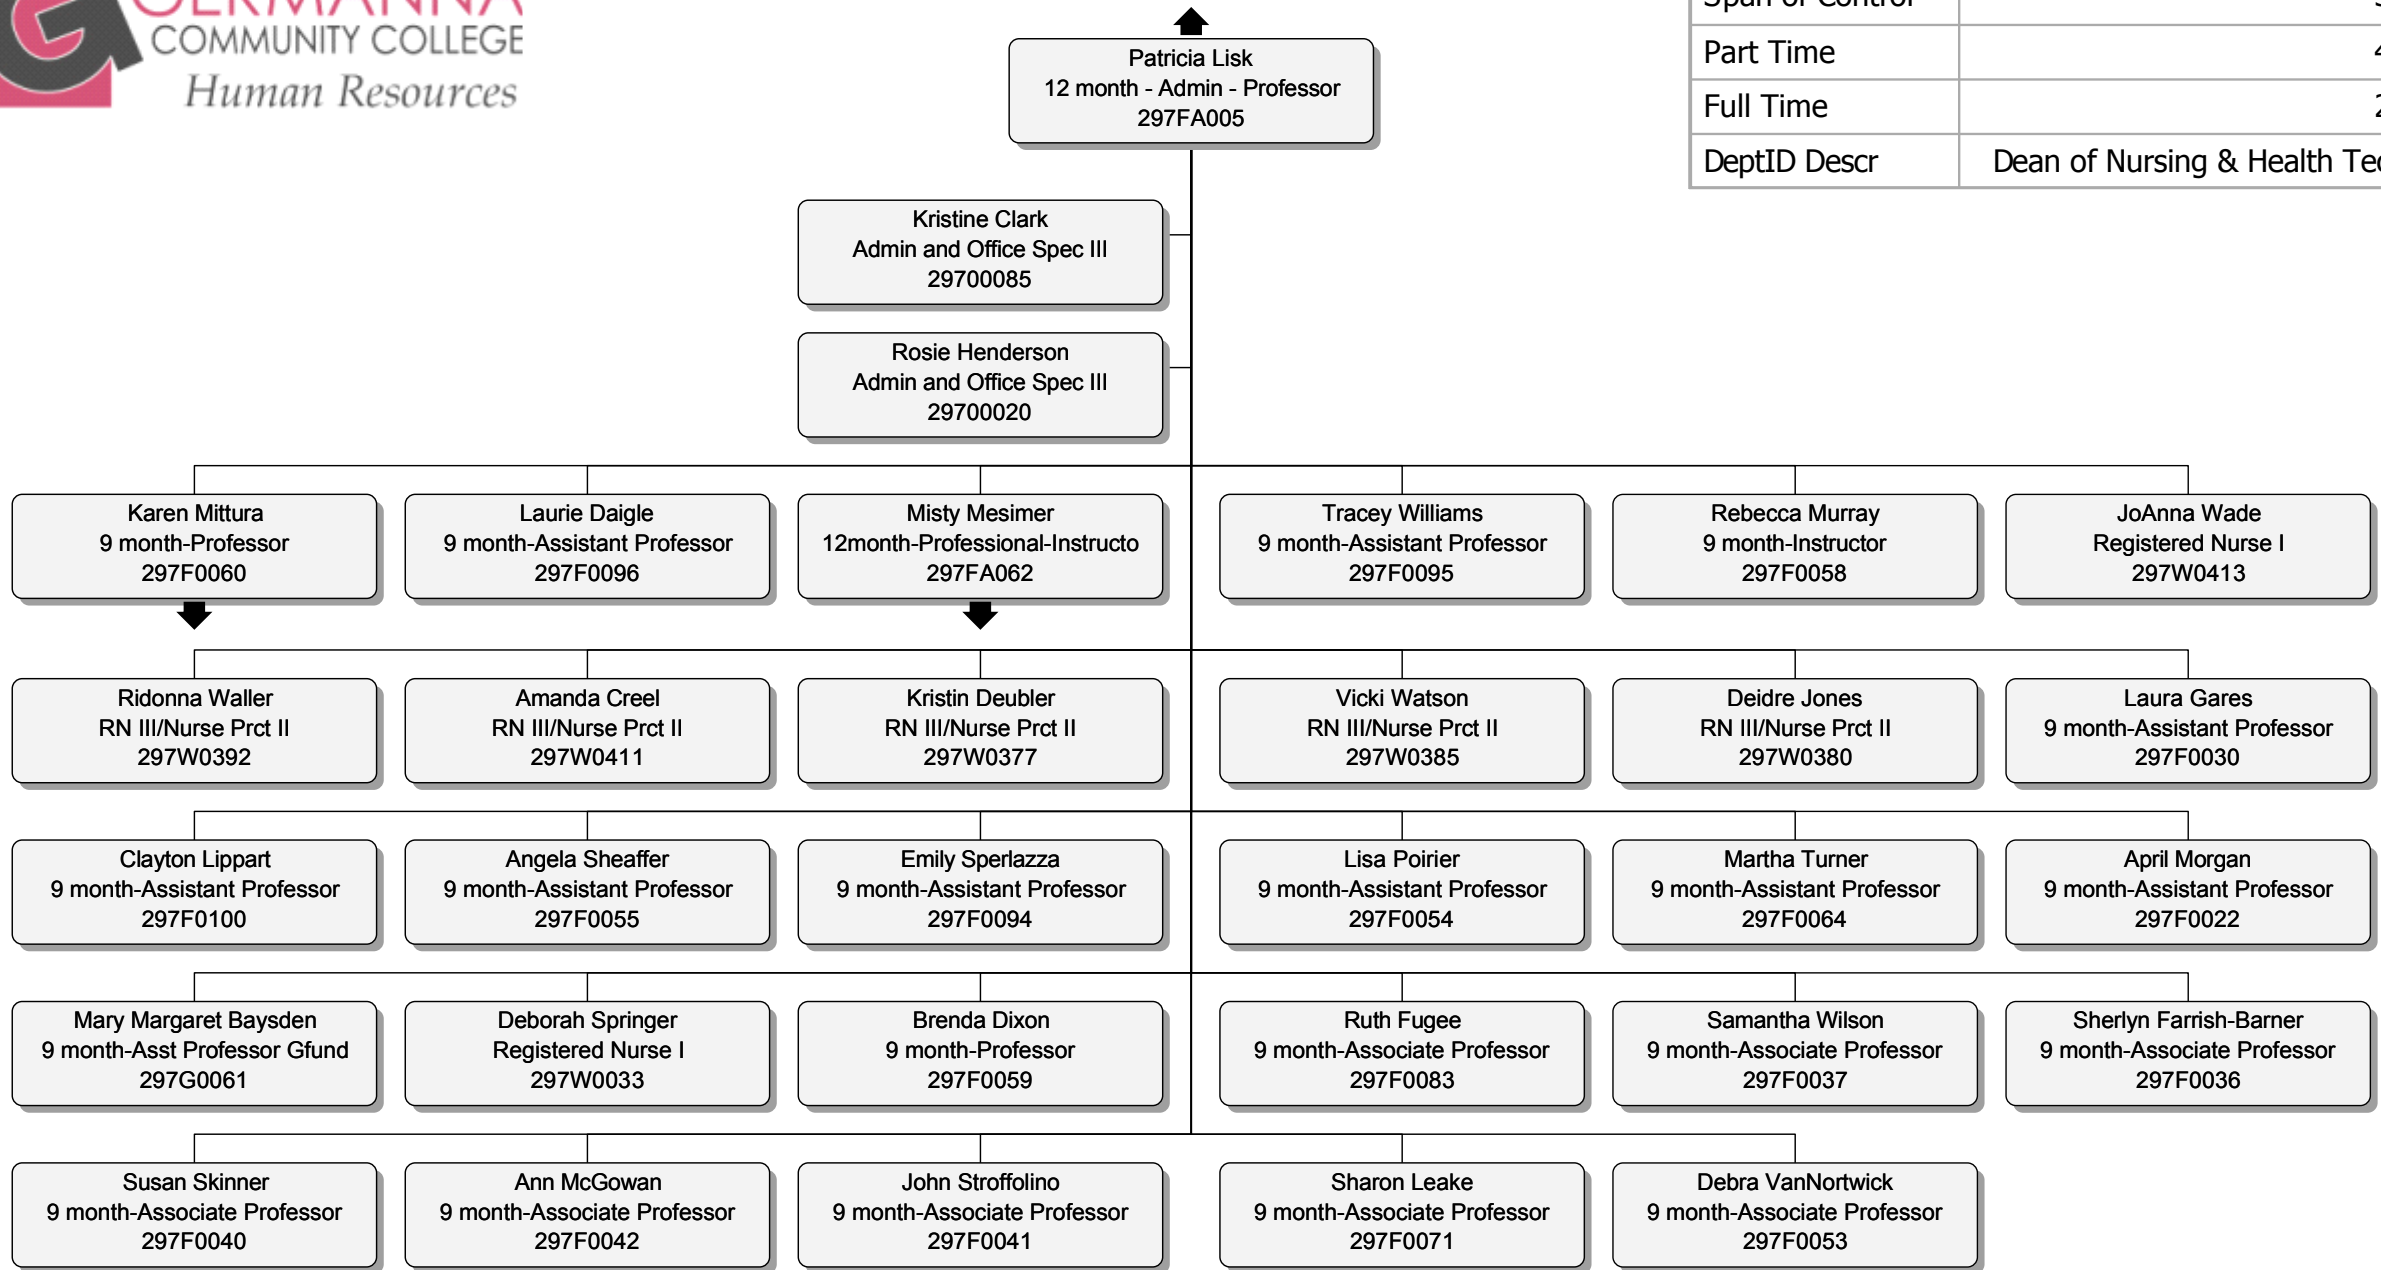 GERMANNA
COMMUNITY COLLEGE
Human Resources
Span of Control
Part Time 4
Full Time 2
DeptID Descr Dean of Nursing & Health
Patricia Lisk
12 month - Admin - Professor
297FA005
Kristine Clark
Admin and Office Spec III
29700085
Rosie Henderson
Admin and Office Spec III
29700020
Karen Mittura
9 month-Professor
297F0060
Laurie Daigle
9 month-Assistant Professor
297F0096
Misty Mesimer
12month-Professional-Instructo
297FA062
Tracey Williams
9 month-Assistant Professor
297F0095
Rebecca Murray
9 month-Instructor
297F0058
JoAnna Wade
Registered Nurse I
297W0413
Ridonna Waller
RN III/Nurse Prct II
297W0392
Amanda Creel
RN III/Nurse Prct II
297W0411
Kristin Deubler
RN III/Nurse Prct II
297W0377
Vicki Watson
RN III/Nurse Prct II
297W0385
Deidre Jones
RN III/Nurse Prct II
297W0380
Laura Gares
9 month-Assistant Professor
297F0030
Clayton Lippart
9 month-Assistant Professor
297F0100
Angela Sheaffer
9 month-Assistant Professor
297F0055
Emily Sperlazza
9 month-Assistant Professor
297F0094
Lisa Poirier
9 month-Assistant Professor
297F0054
Martha Turner
9 month-Assistant Professor
297F0064
April Morgan
9 month-Assistant Professor
297F0022
Mary Margaret Baysden
9 month-Asst Professor Gfund
297G0061
Deborah Springer
Registered Nurse I
297W0033
Brenda Dixon
9 month-Professor
297F0059
Ruth Fugee
9 month-Associate Professor
297F0083
Samantha Wilson
9 month-Associate Professor
297F0037
Sherlyn Farrish-Barner
9 month-Associate Professor
297F0036
Susan Skinner
9 month-Associate Professor
297F0040
Ann McGowan
9 month-Associate Professor
297F0042
John Stroffolino
9 month-Associate Professor
297F0041
Sharon Leake
9 month-Associate Professor
297F0071
Debra VanNortwick
9 month-Associate Professor
297F0053